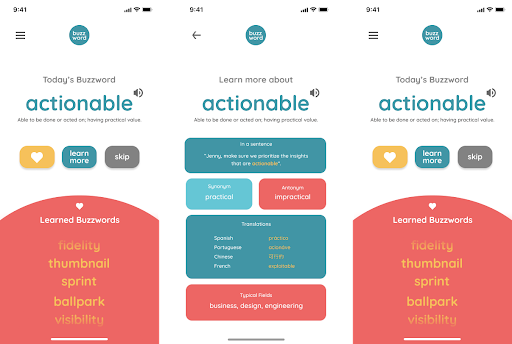 9:41
buzz
word
Today's Buzzword
actionable
Able to be done or acted on; having practical value.
learn
more
skip
Learned Buzzwords
fidelity
thumbnail
sprint
ballpark
visibility
9:41
buzz
word
Learn more about
actionable
Able to be done or acted on; having practical value.
In a sentence
"Jenny, make sure we prioritize the insights
that are actionable".
Synonym
practical
Antonym
impractical
Translations
Spanish práctico
Portuguese
Chinese 可行的
French exploitable
Typical Fields
business, design, engineering
9:41
buzz
word
Today's Buzzword
actionable
Able to be done or acted on; having practical value.
learn
more
skip
Learned Buzzwords
fidelity
thumbnail
sprint
ballpark
visibility